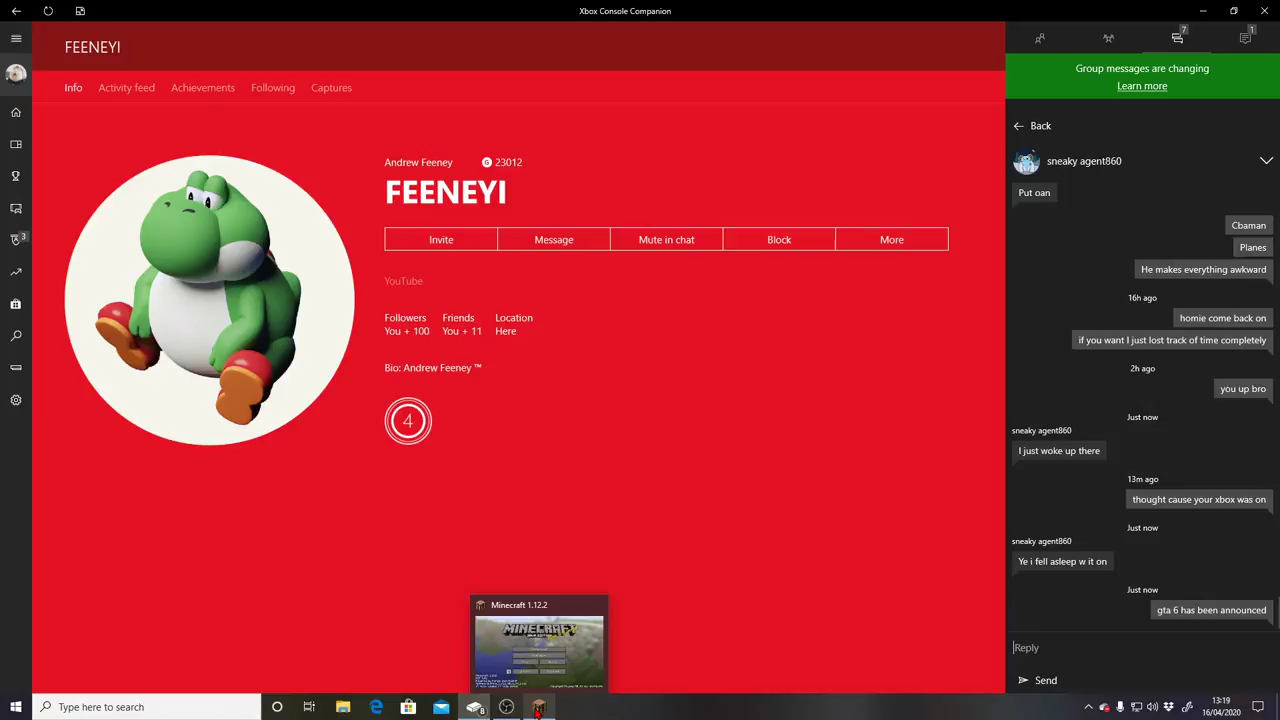 Xbox Console Companion
FEENEYI
Info
Activity feed
Achievements
Following
Captures
Andrew Feeney
G 23012
FEENEYI
Invite
Message
Mute in chat
Block
More
YouTube
Followers
Friends
Location
You + 100
You + 11
Here
Bio: Andrew Feeney ™
4
Minecraft 1.12.2
MINECRAFT
Type here to search
8
7
1
Group messages are changing
Learn more
Back
sneaky agent860
Put oan
Cbaman
Planes
He makes everything awkward
16h ago
homie come back on
if you want I just lost track of time completely
2h ago
you up bro
Just now
sneaky agent860
I just woke up there
13m ago
thought cause your xbox was on
Just now
sneaky agent860
Ye i fell asleep w it on
Just now
gta 6 has been announced
Reply
Send
13:19
16/04/2020